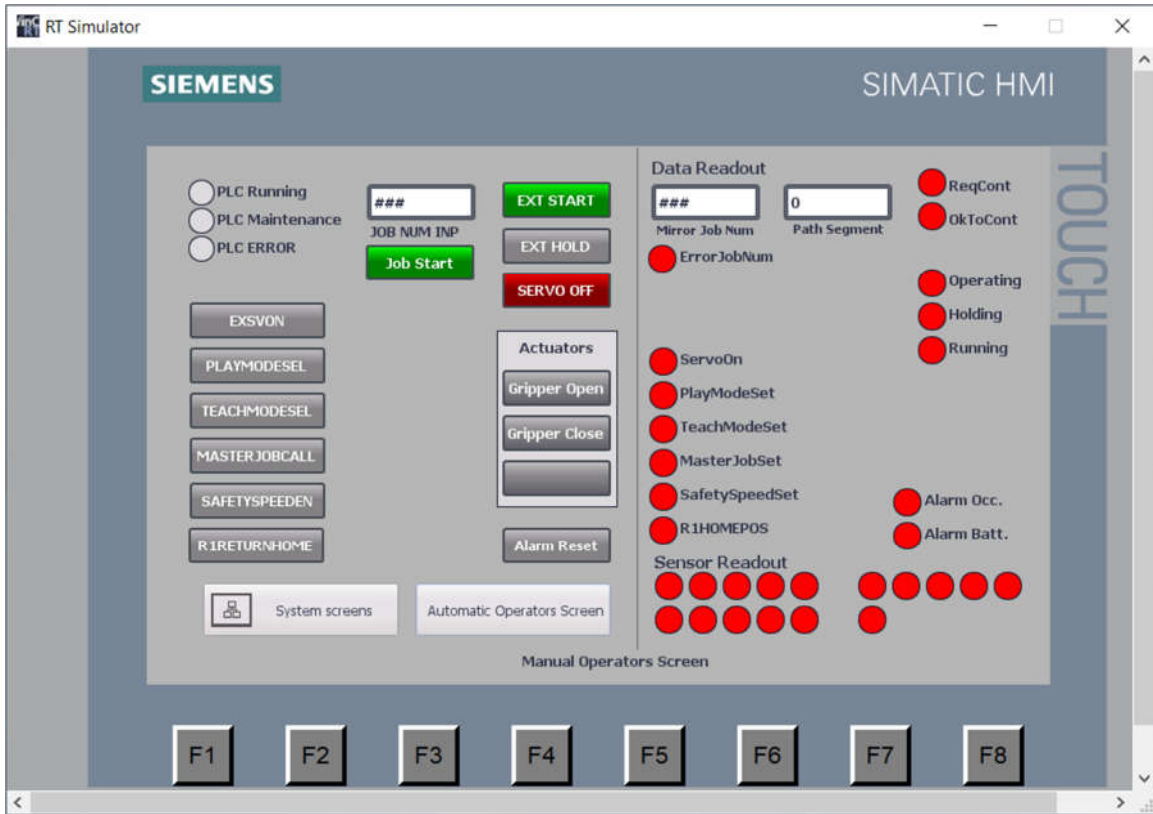 RT Simulator
SIEMENS
SIMATIC HMI
TOUCH
PLC Running
PLC Maintenance
PLC ERROR
###
JOB NUM INP
Job Start
EXT START
EXT HOLD
SERVO OFF
EXSVON
PLAYMODESEL
TEACHMODESEL
MASTERJOBCALL
SAFETYSPEEDEN
R1RETURNHOME
Actuators
Gripper Open
Gripper Close
Alarm Reset
System screens
Automatic Operators Screen
Data Readout
###
0
Mirror Job Num
Path Segment
ErrorJobNum
ReqCont
OkToCont
Operating
Holding
Running
ServoOn
PlayModeSet
TeachModeSet
MasterJobSet
SafetySpeedSet
R1HOMEPOS
Alarm Occ.
Alarm Batt.
Sensor Readout
Manual Operators Screen
F1 F2 F3 F4 F5 F6 F7 F8